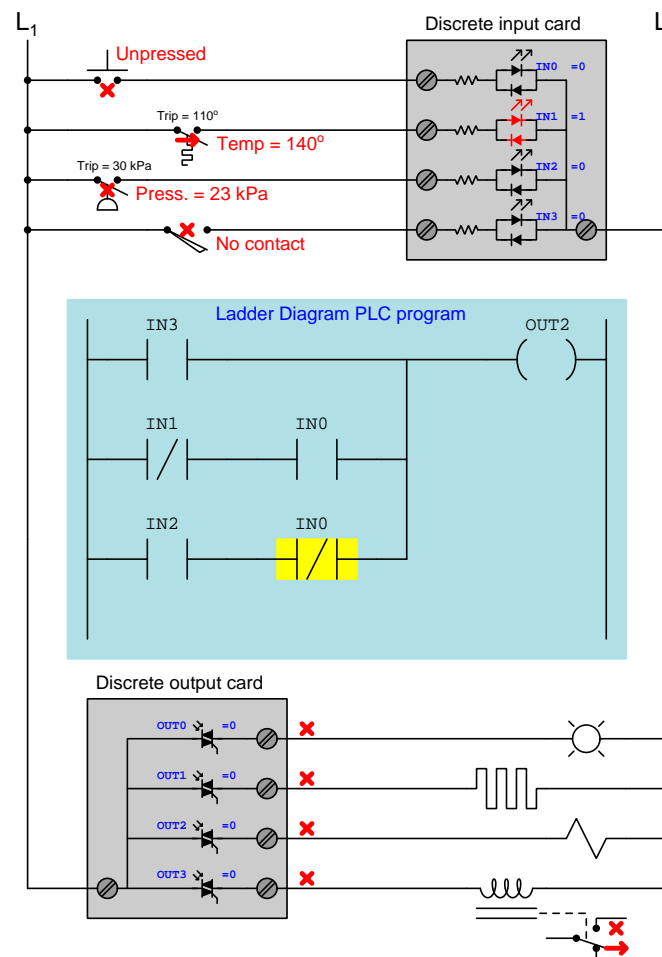 L1
Discrete input card
L
Unpressed
IN0 =0
Trip = 110o
IN1 =1
Temp = 140o
Trip = 30 kPa
IN2 =0
Press. = 23 kPa
IN3 =0
No contact
Ladder Diagram PLC program
IN3
OUT2
IN1
IN0
IN2
IN0
Discrete output card
OUT0 =0
OUT1 =0
OUT2 =0
OUT3 =0